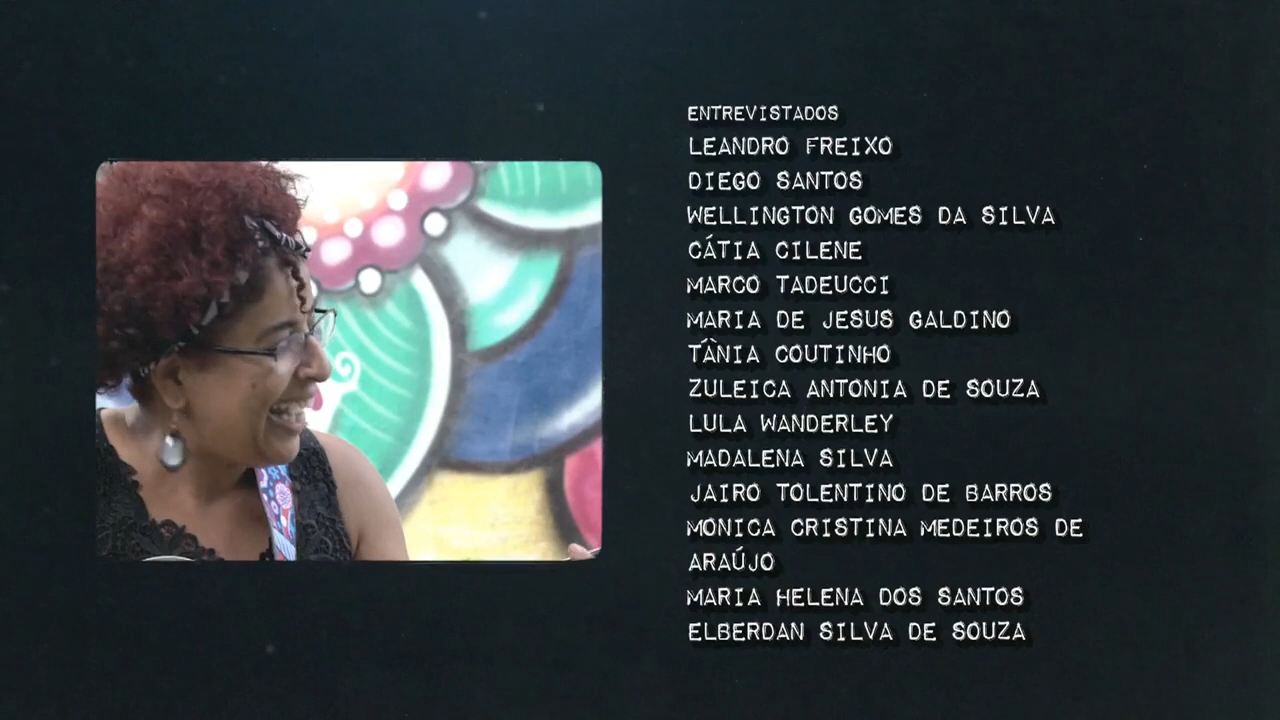 ENTREVISTADOS
LEANDRO FREIXO
DIEGO SANTOS
WELLINGTON GOMES DA SILVA
CÁTIA CILENE
MARCO TADEUCCI
MARIA DE JESUS GALDINO
TÂNIA COUTINHO
ZULEICA ANTONIA DE SOUZA
LULA WANDERLEY
MADALENA SILVA
JAIRO TOLENTINO DE BARROS
MONICA CRISTINA MEDEIROS DE
ARAÚJO
MARIA HELENA DOS SANTOS
ELBERDAN SILVA DE SOUZA